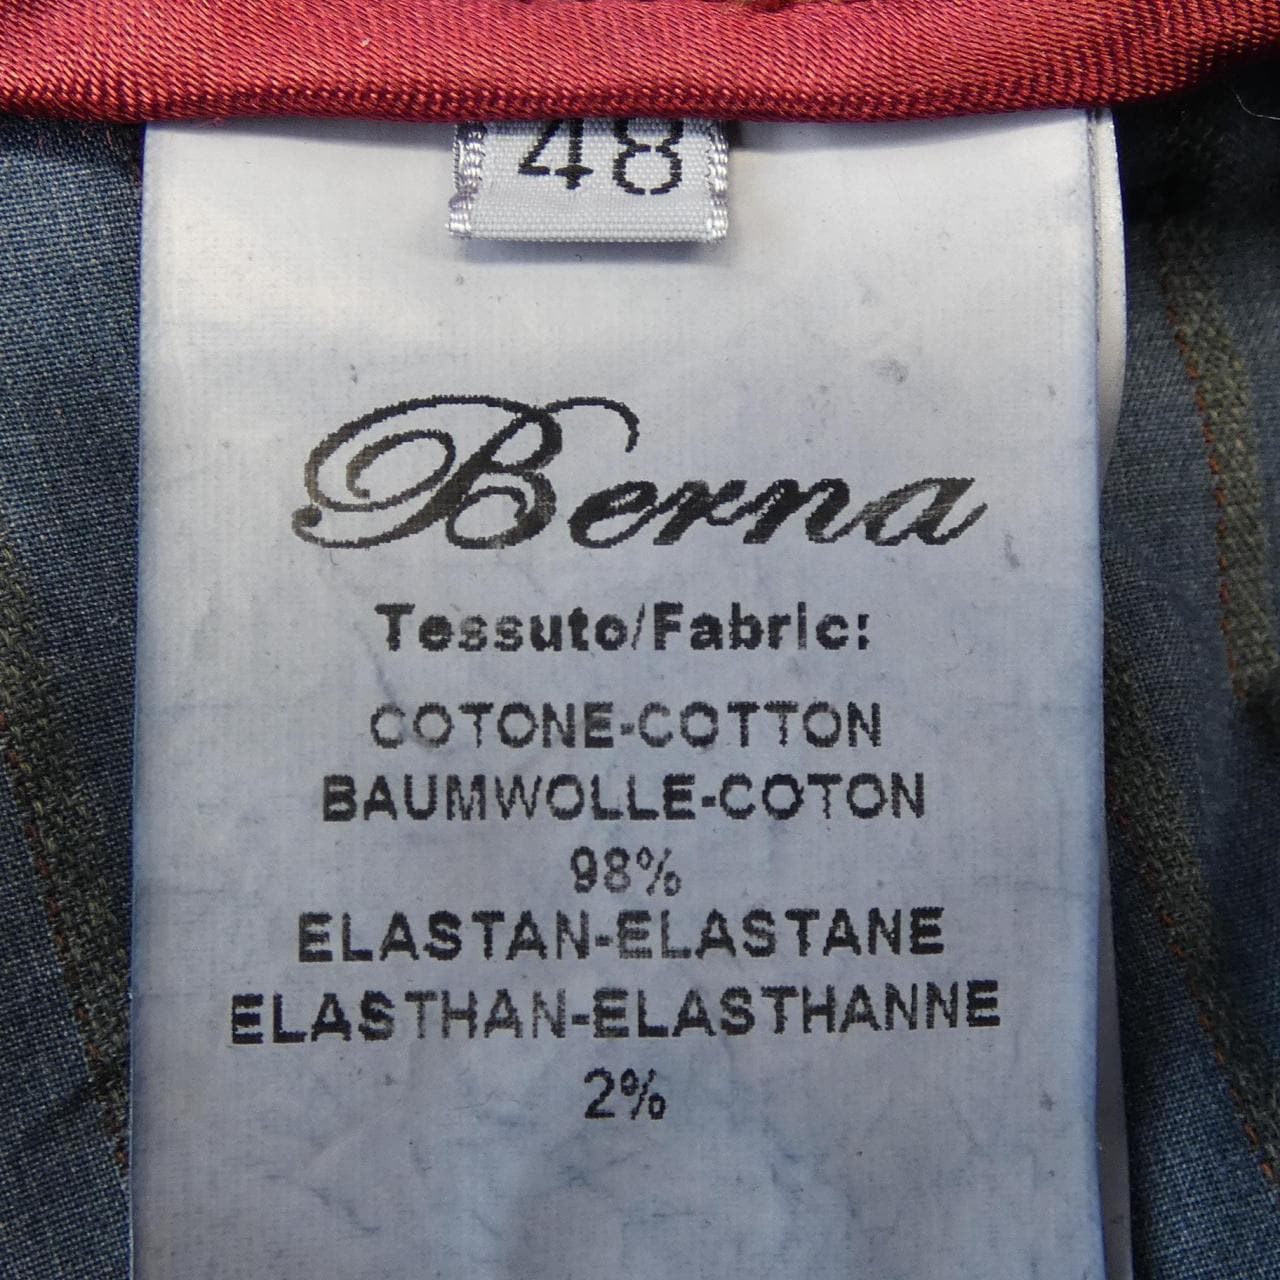 48
Berna
Tessuto/Fabric:
COTONE-COTTON
BAUMWOLLE-COTON
98%
ELASTAN-ELASTANE
ELASTHAN-ELASTHANNE
2%